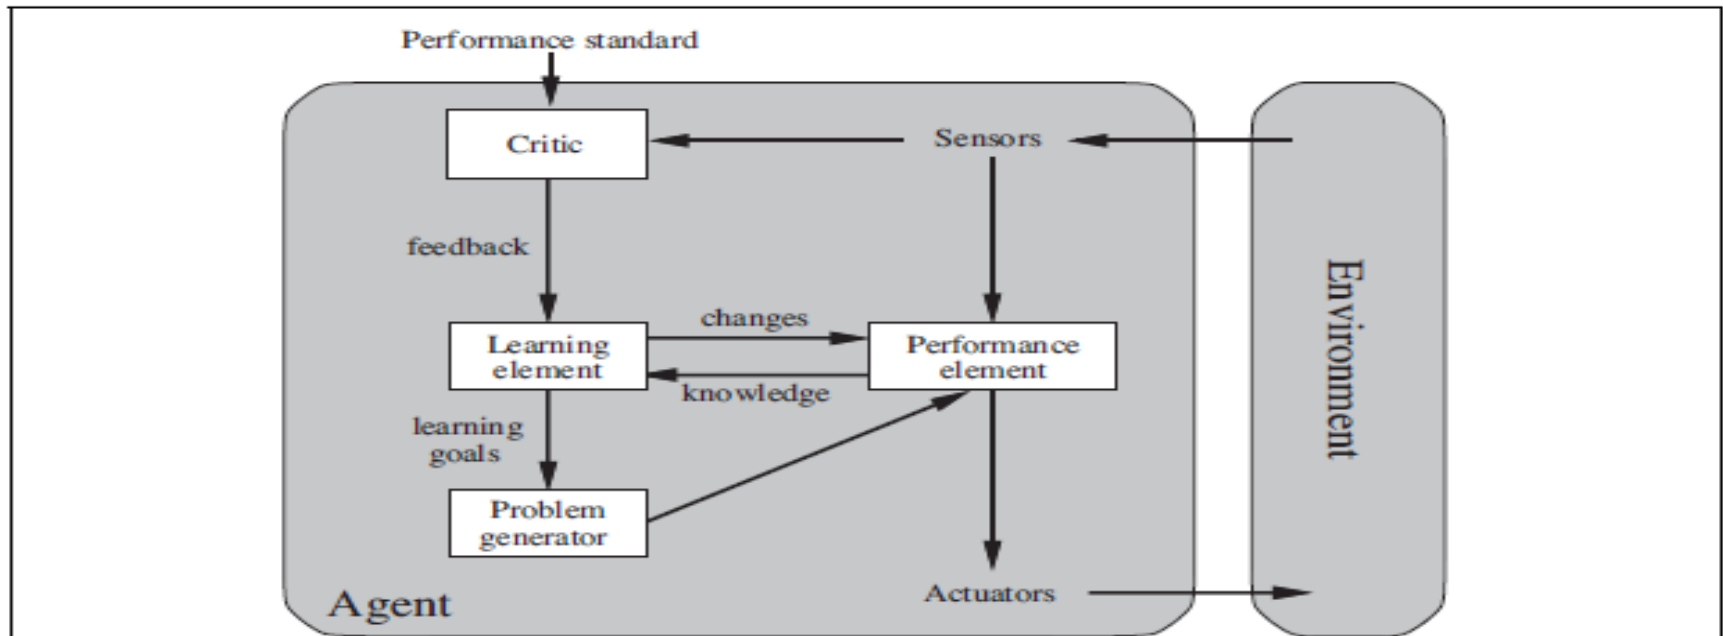 Performance standard
Critic
Sensors
feedback
changes
Learning
element
Performance
element
knowledge
learning
goals
Problem
generator
Agent
Actuators
Environment